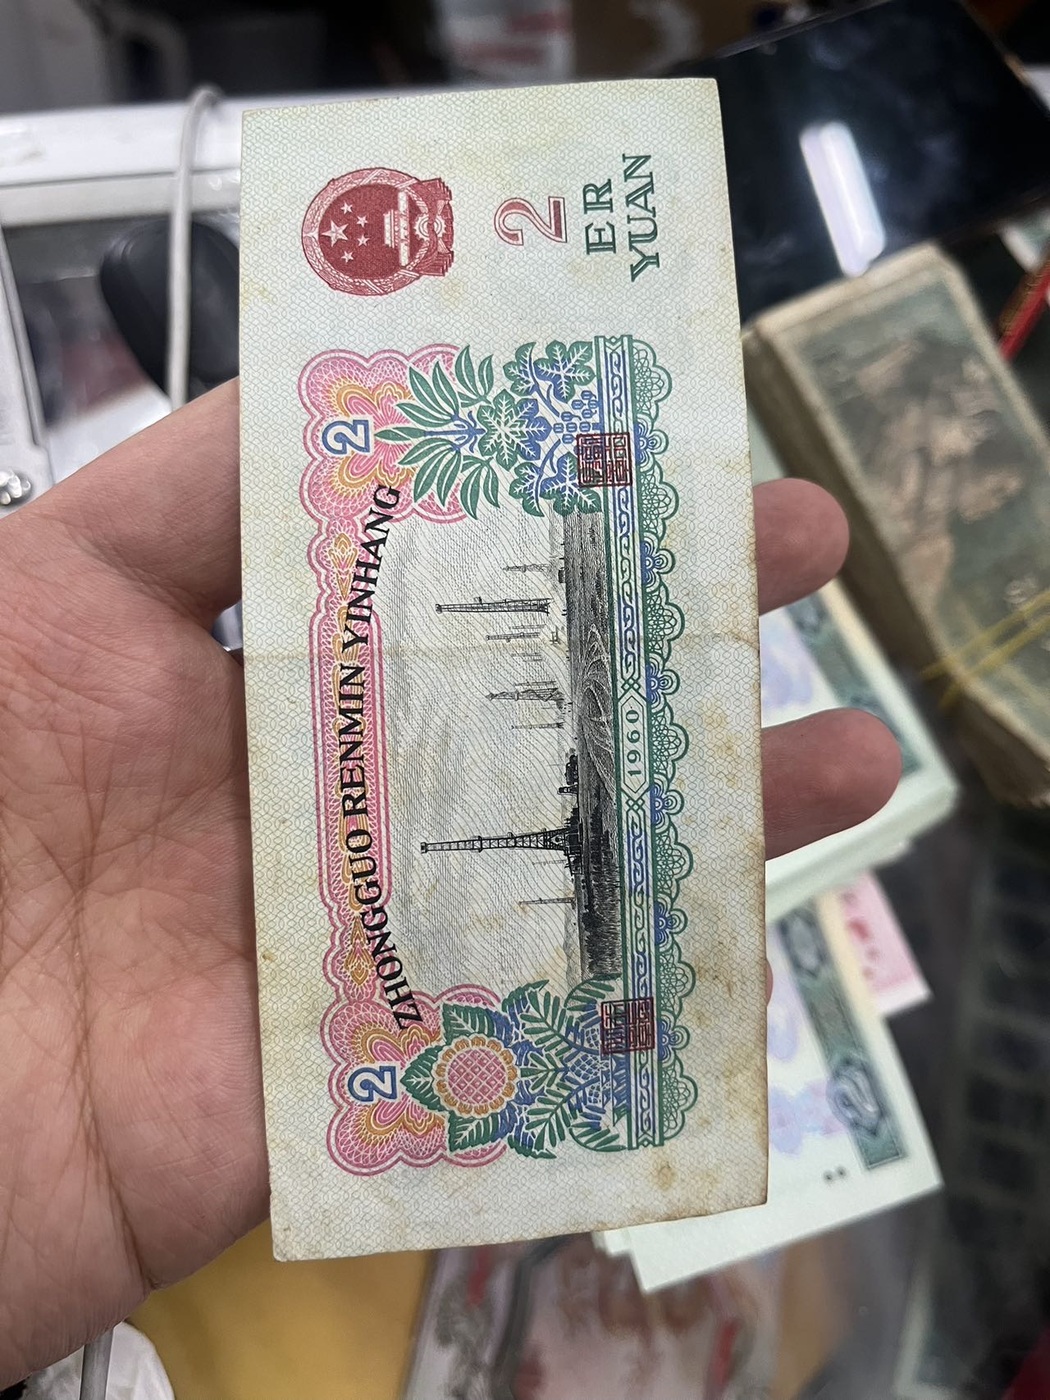 ZHONGGUO RENMIN YINHANG
2
2
2
ER
YUAN
1960